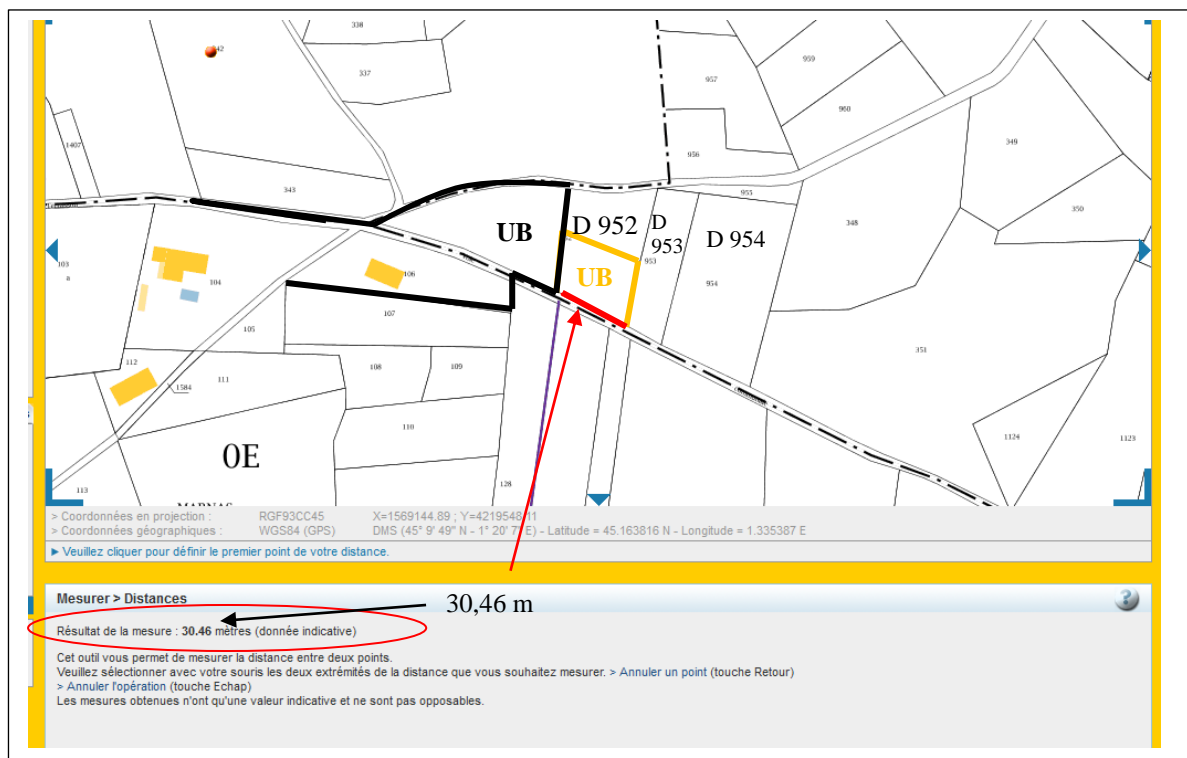 338
342
337
957
959
960
1407
349
956
343
955
350
UB
D 952
D
953
D 954
348
103
a
104
106
UB
953
954
107
105
351
112
108
109
111
1584
110
1124
1123
0E
113
128
MARNAS
> Coordonnées en projection : RGF93CC45 X=1569144.89 ; Y=4219548.11
> Coordonnées géographiques : WGS84 (GPS) DMS (45° 9' 49" N - 1° 20' 7" E) - Latitude = 45.163816 N - Longitude = 1.335387 E
► Veuillez cliquer pour définir le premier point de votre distance.
Mesurer > Distances
?
30,46 m
Résultat de la mesure : 30.46 mètres (donnée indicative)
Cet outil vous permet de mesurer la distance entre deux points.
Veuillez sélectionner avec votre souris les deux extrémités de la distance que vous souhaitez mesurer. > Annuler un point (touche Retour)
> Annuler l'opération (touche Echap)
Les mesures obtenues n'ont qu'une valeur indicative et ne sont pas opposables.